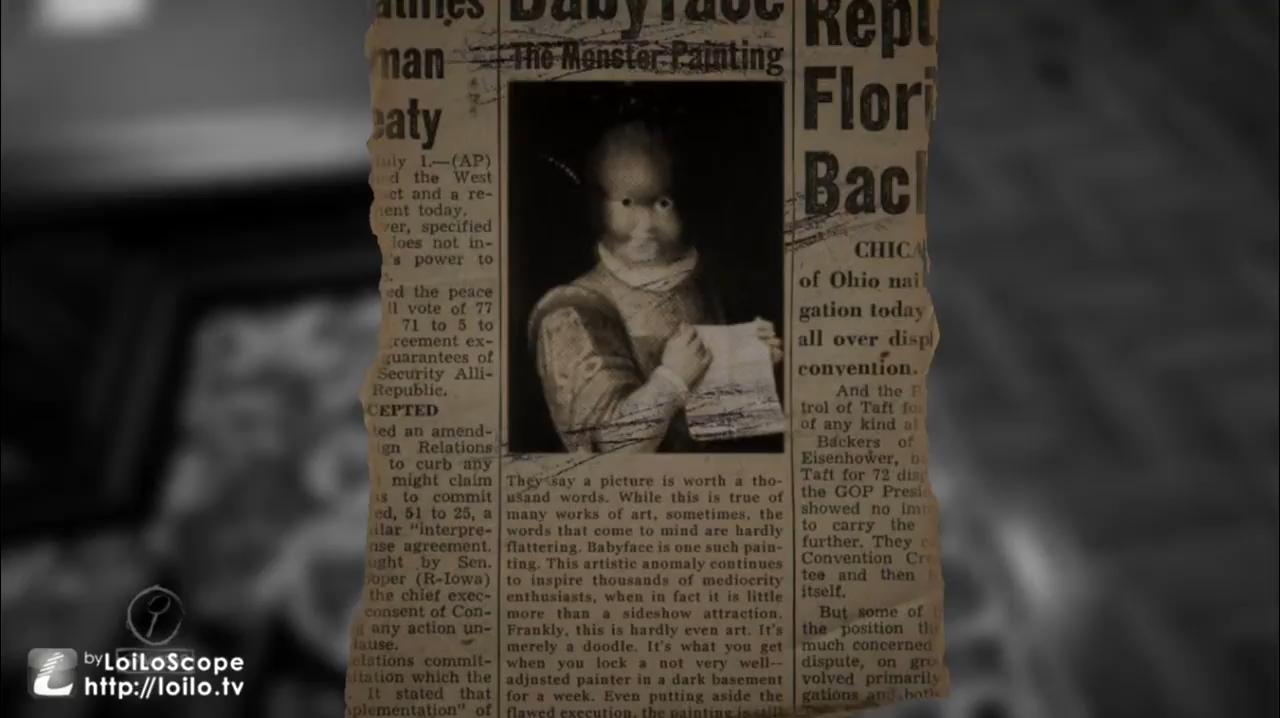 man
eaty
July 1.—(AP)
the West
ct and a re-
ment today.
ver, specified
does not in-
's power to
ed the peace
ll vote of 77
71 to 5 to
reement ex-
guarantees of
Security Alli-
Republic.
CEPTED
ted an amend-
ign Relations
to curb any
might claim
as to commit
ed, 51 to 25, a
ilar "interpre-
nse agreement.
ught by Sen.
oper (R-Iowa)
the chief exec-
consent of Con-
any action un-
lause.
elations commit-
itation which the
. It stated that
plementation" of
Babyface
The Monster Painting
They say a picture is worth a tho-
usand words. While this is true of
many works of art, sometimes, the
words that come to mind are hardly
flattering. Babyface is one such pain-
ting. This artistic anomaly continues
to inspire thousands of mediocrity
enthusiasts, when in fact it is little
more than a sideshow attraction.
Frankly, this is hardly even art. It's
merely a doodle. It's what you get
when you lock a not very well--
adjusted painter in a dark basement
for a week. Even putting aside the
flawed execution, the painting is still
Repu
Flori
Bac
CHICA
of Ohio nai
gation today
all over disp
convention.
And the
trol of Taft fo
of any kind a
Backers of
Eisenhower, b
Taft for 72 dis
the GOP Presi
showed no im
to carry the
further. They
Convention Cr
tee and then
itself.
But some of
the position th
much concerned
dispute, on gro
volved primarily
gations and both
by LoiLoScope
http://loilo.tv